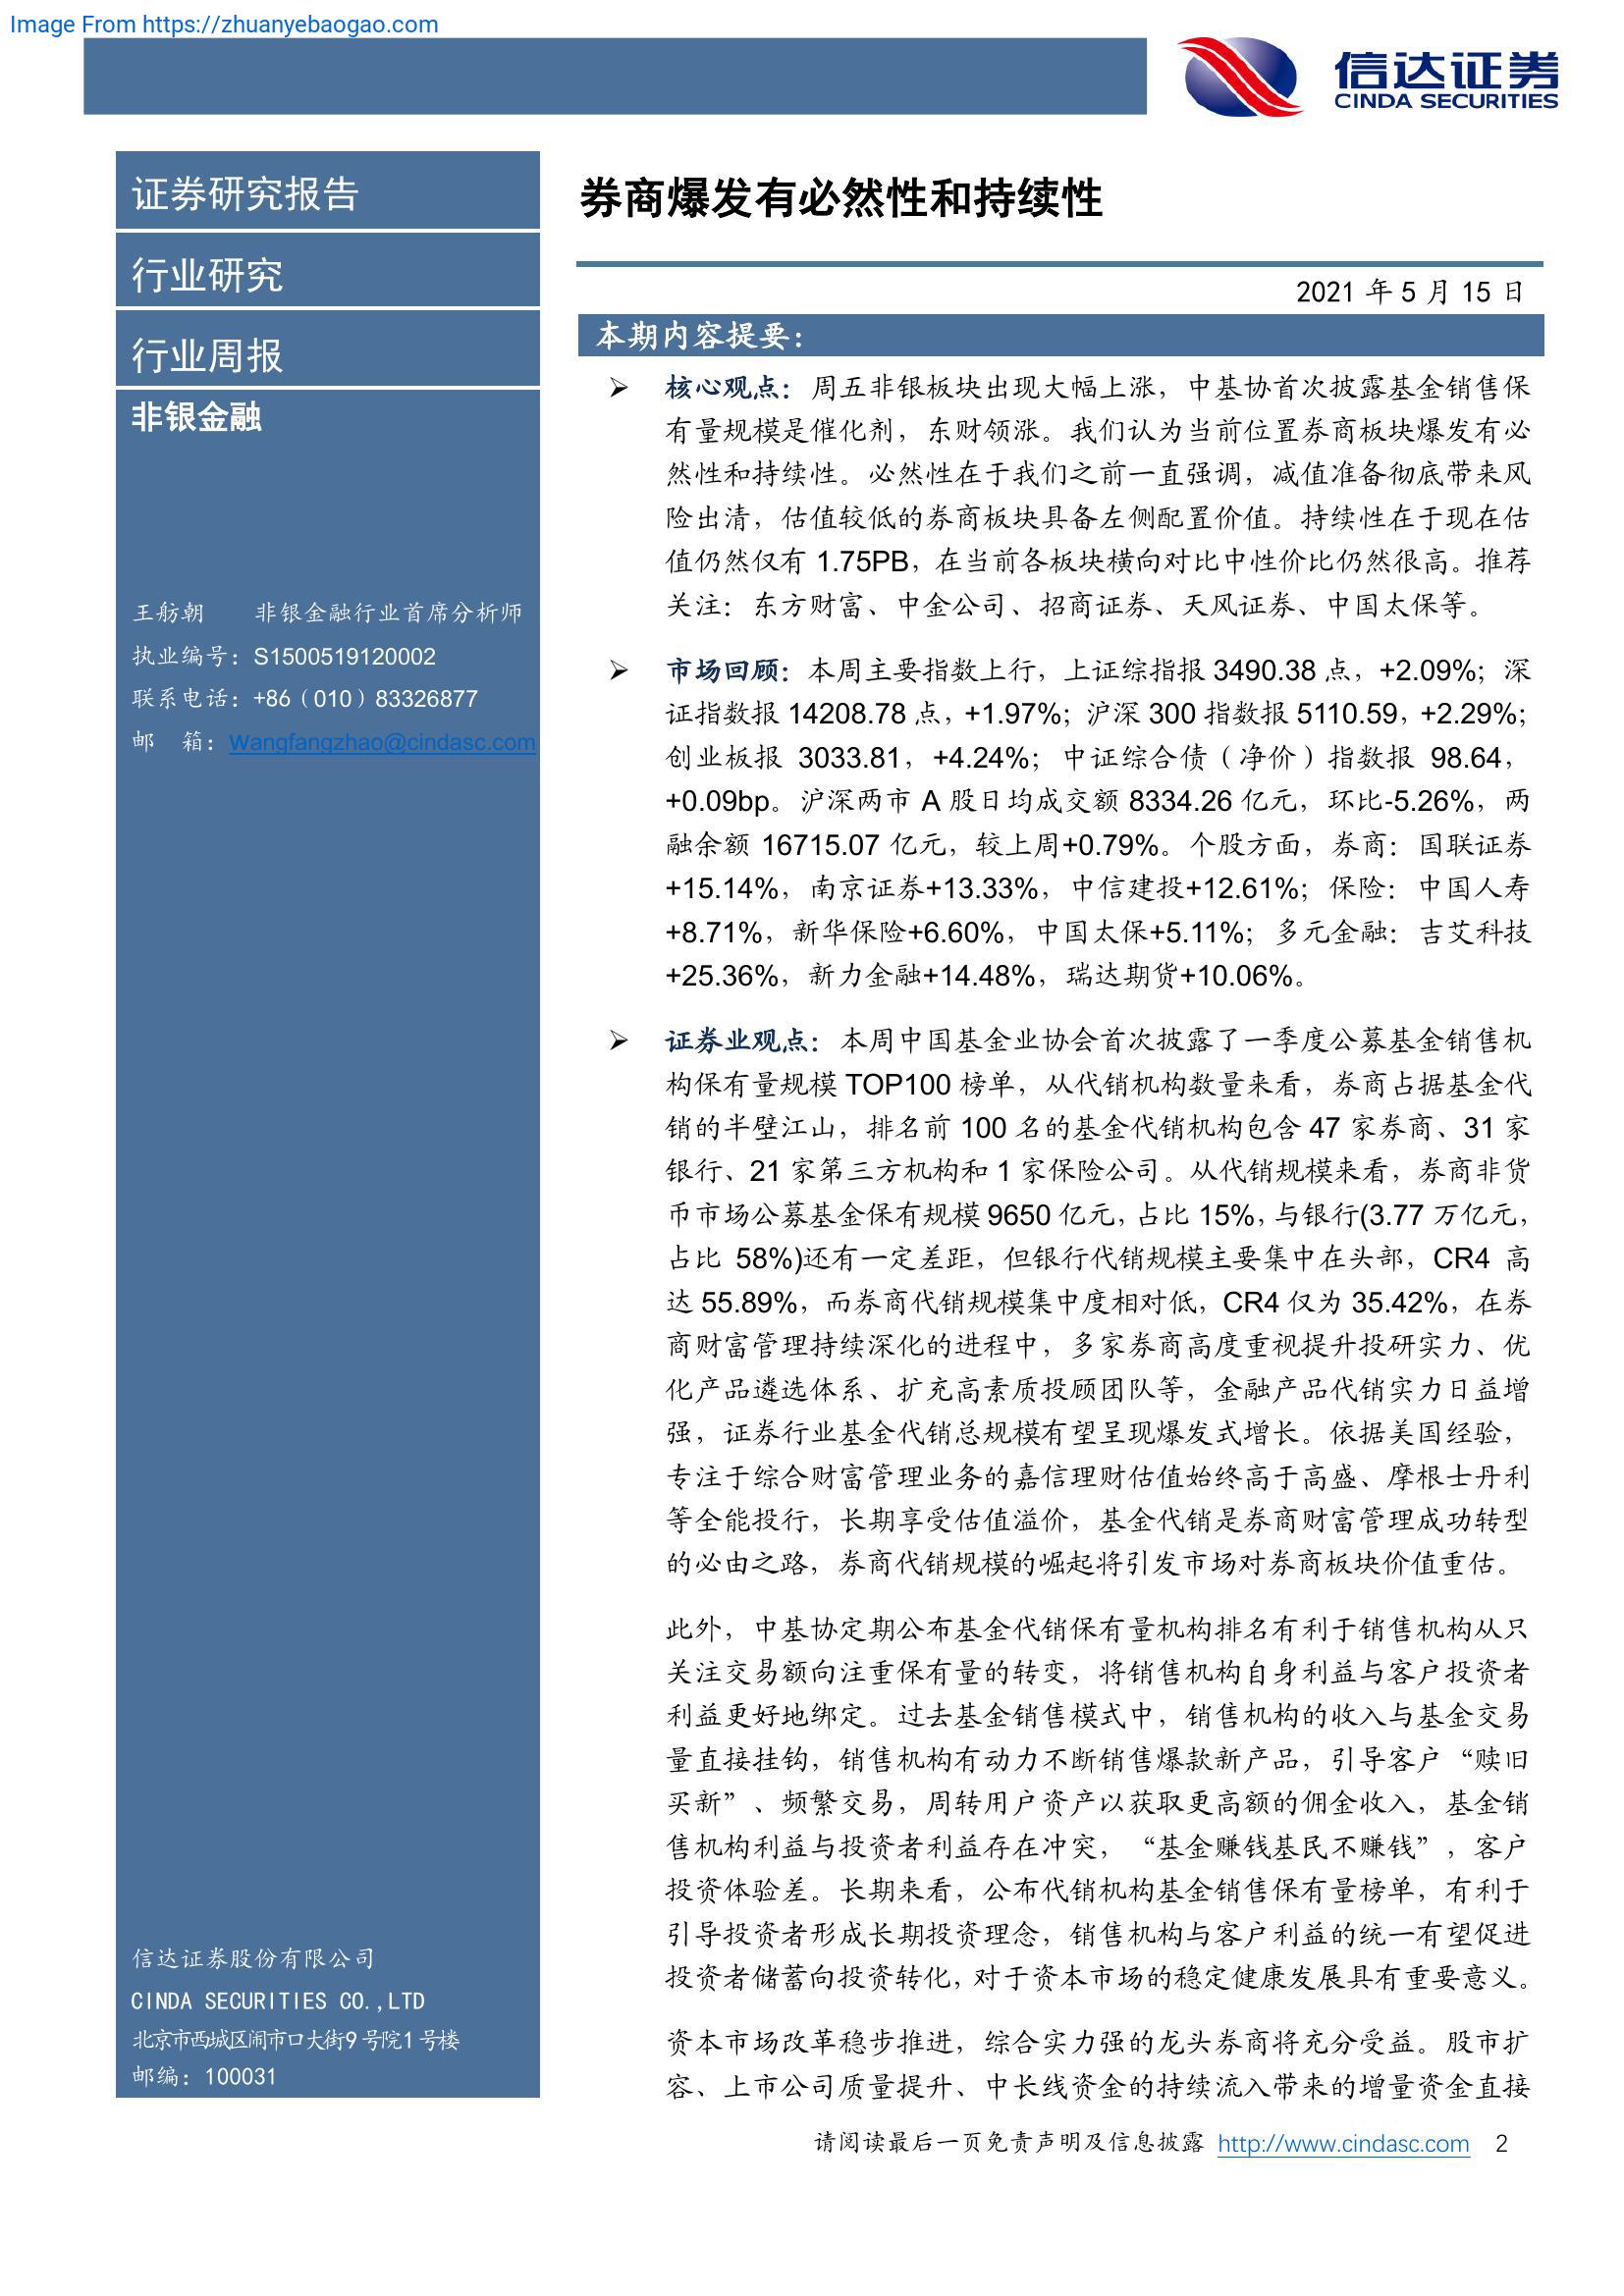 Image From https://zhuanyebaogao.com
信达证券
CINDA SECURITIES
证券研究报告
行业研究
行业周报
非银金融
王舫朝 非银金融行业首席分析师
执业编号：S1500519120002
联系电话：+86（010）83326877
邮 箱：wangfangzhao@cindasc.com
信达证券股份有限公司
CINDA SECURITIES CO.,LTD
北京市西城区闹市口大街9号院1号楼
邮编：100031
券商爆发有必然性和持续性
2021 年 5 月 15 日
本期内容提要：
➢ 核心观点：周五非银板块出现大幅上涨，中基协首次披露基金销售保
有量规模是催化剂，东财领涨。我们认为当前位置券商板块爆发有必
然性和持续性。必然性在于我们之前一直强调，减值准备彻底带来风
险出清，估值较低的券商板块具备左侧配置价值。持续性在于现在估
值仍然仅有 1.75PB，在当前各板块横向对比中性价比仍然很高。推荐
关注：东方财富、中金公司、招商证券、天风证券、中国太保等。
➢ 市场回顾：本周主要指数上行，上证综指报 3490.38 点，+2.09%；深
证指数报 14208.78 点，+1.97%；沪深 300 指数报 5110.59，+2.29%；
创业板报 3033.81，+4.24%；中证综合债（净价）指数报 98.64，
+0.09bp。沪深两市 A 股日均成交额 8334.26 亿元，环比-5.26%，两
融余额 16715.07 亿元，较上周+0.79%。个股方面，券商：国联证券
+15.14%，南京证券+13.33%，中信建投+12.61%；保险：中国人寿
+8.71%，新华保险+6.60%，中国太保+5.11%；多元金融：吉艾科技
+25.36%，新力金融+14.48%，瑞达期货+10.06%。
➢ 证券业观点：本周中国基金业协会首次披露了一季度公募基金销售机
构保有量规模 TOP100 榜单，从代销机构数量来看，券商占据基金代
销的半壁江山，排名前 100 名的基金代销机构包含 47 家券商、31 家
银行、21 家第三方机构和 1 家保险公司。从代销规模来看，券商非货
币市场公募基金保有规模 9650 亿元，占比 15%，与银行(3.77 万亿元，
占比 58%)还有一定差距，但银行代销规模主要集中在头部，CR4 高
达 55.89%，而券商代销规模集中度相对低，CR4 仅为 35.42%，在券
商财富管理持续深化的进程中，多家券商高度重视提升投研实力、优
化产品遴选体系、扩充高素质投顾团队等，金融产品代销实力日益增
强，证券行业基金代销总规模有望呈现爆发式增长。依据美国经验，
专注于综合财富管理业务的嘉信理财估值始终高于高盛、摩根士丹利
等全能投行，长期享受估值溢价，基金代销是券商财富管理成功转型
的必由之路，券商代销规模的崛起将引发市场对券商板块价值重估。
此外，中基协定期公布基金代销保有量机构排名有利于销售机构从只
关注交易额向注重保有量的转变，将销售机构自身利益与客户投资者
利益更好地绑定。过去基金销售模式中，销售机构的收入与基金交易
量直接挂钩，销售机构有动力不断销售爆款新产品，引导客户“赎旧
买新”、频繁交易，周转用户资产以获取更高额的佣金收入，基金销
售机构利益与投资者利益存在冲突，“基金赚钱基民不赚钱”，客户
投资体验差。长期来看，公布代销机构基金销售保有量榜单，有利于
引导投资者形成长期投资理念，销售机构与客户利益的统一有望促进
投资者储蓄向投资转化，对于资本市场的稳定健康发展具有重要意义。
资本市场改革稳步推进，综合实力强的龙头券商将充分受益。股市扩
容、上市公司质量提升、中长线资金的持续流入带来的增量资金直接
请阅读最后一页免责声明及信息披露 http://www.cindasc.com 2